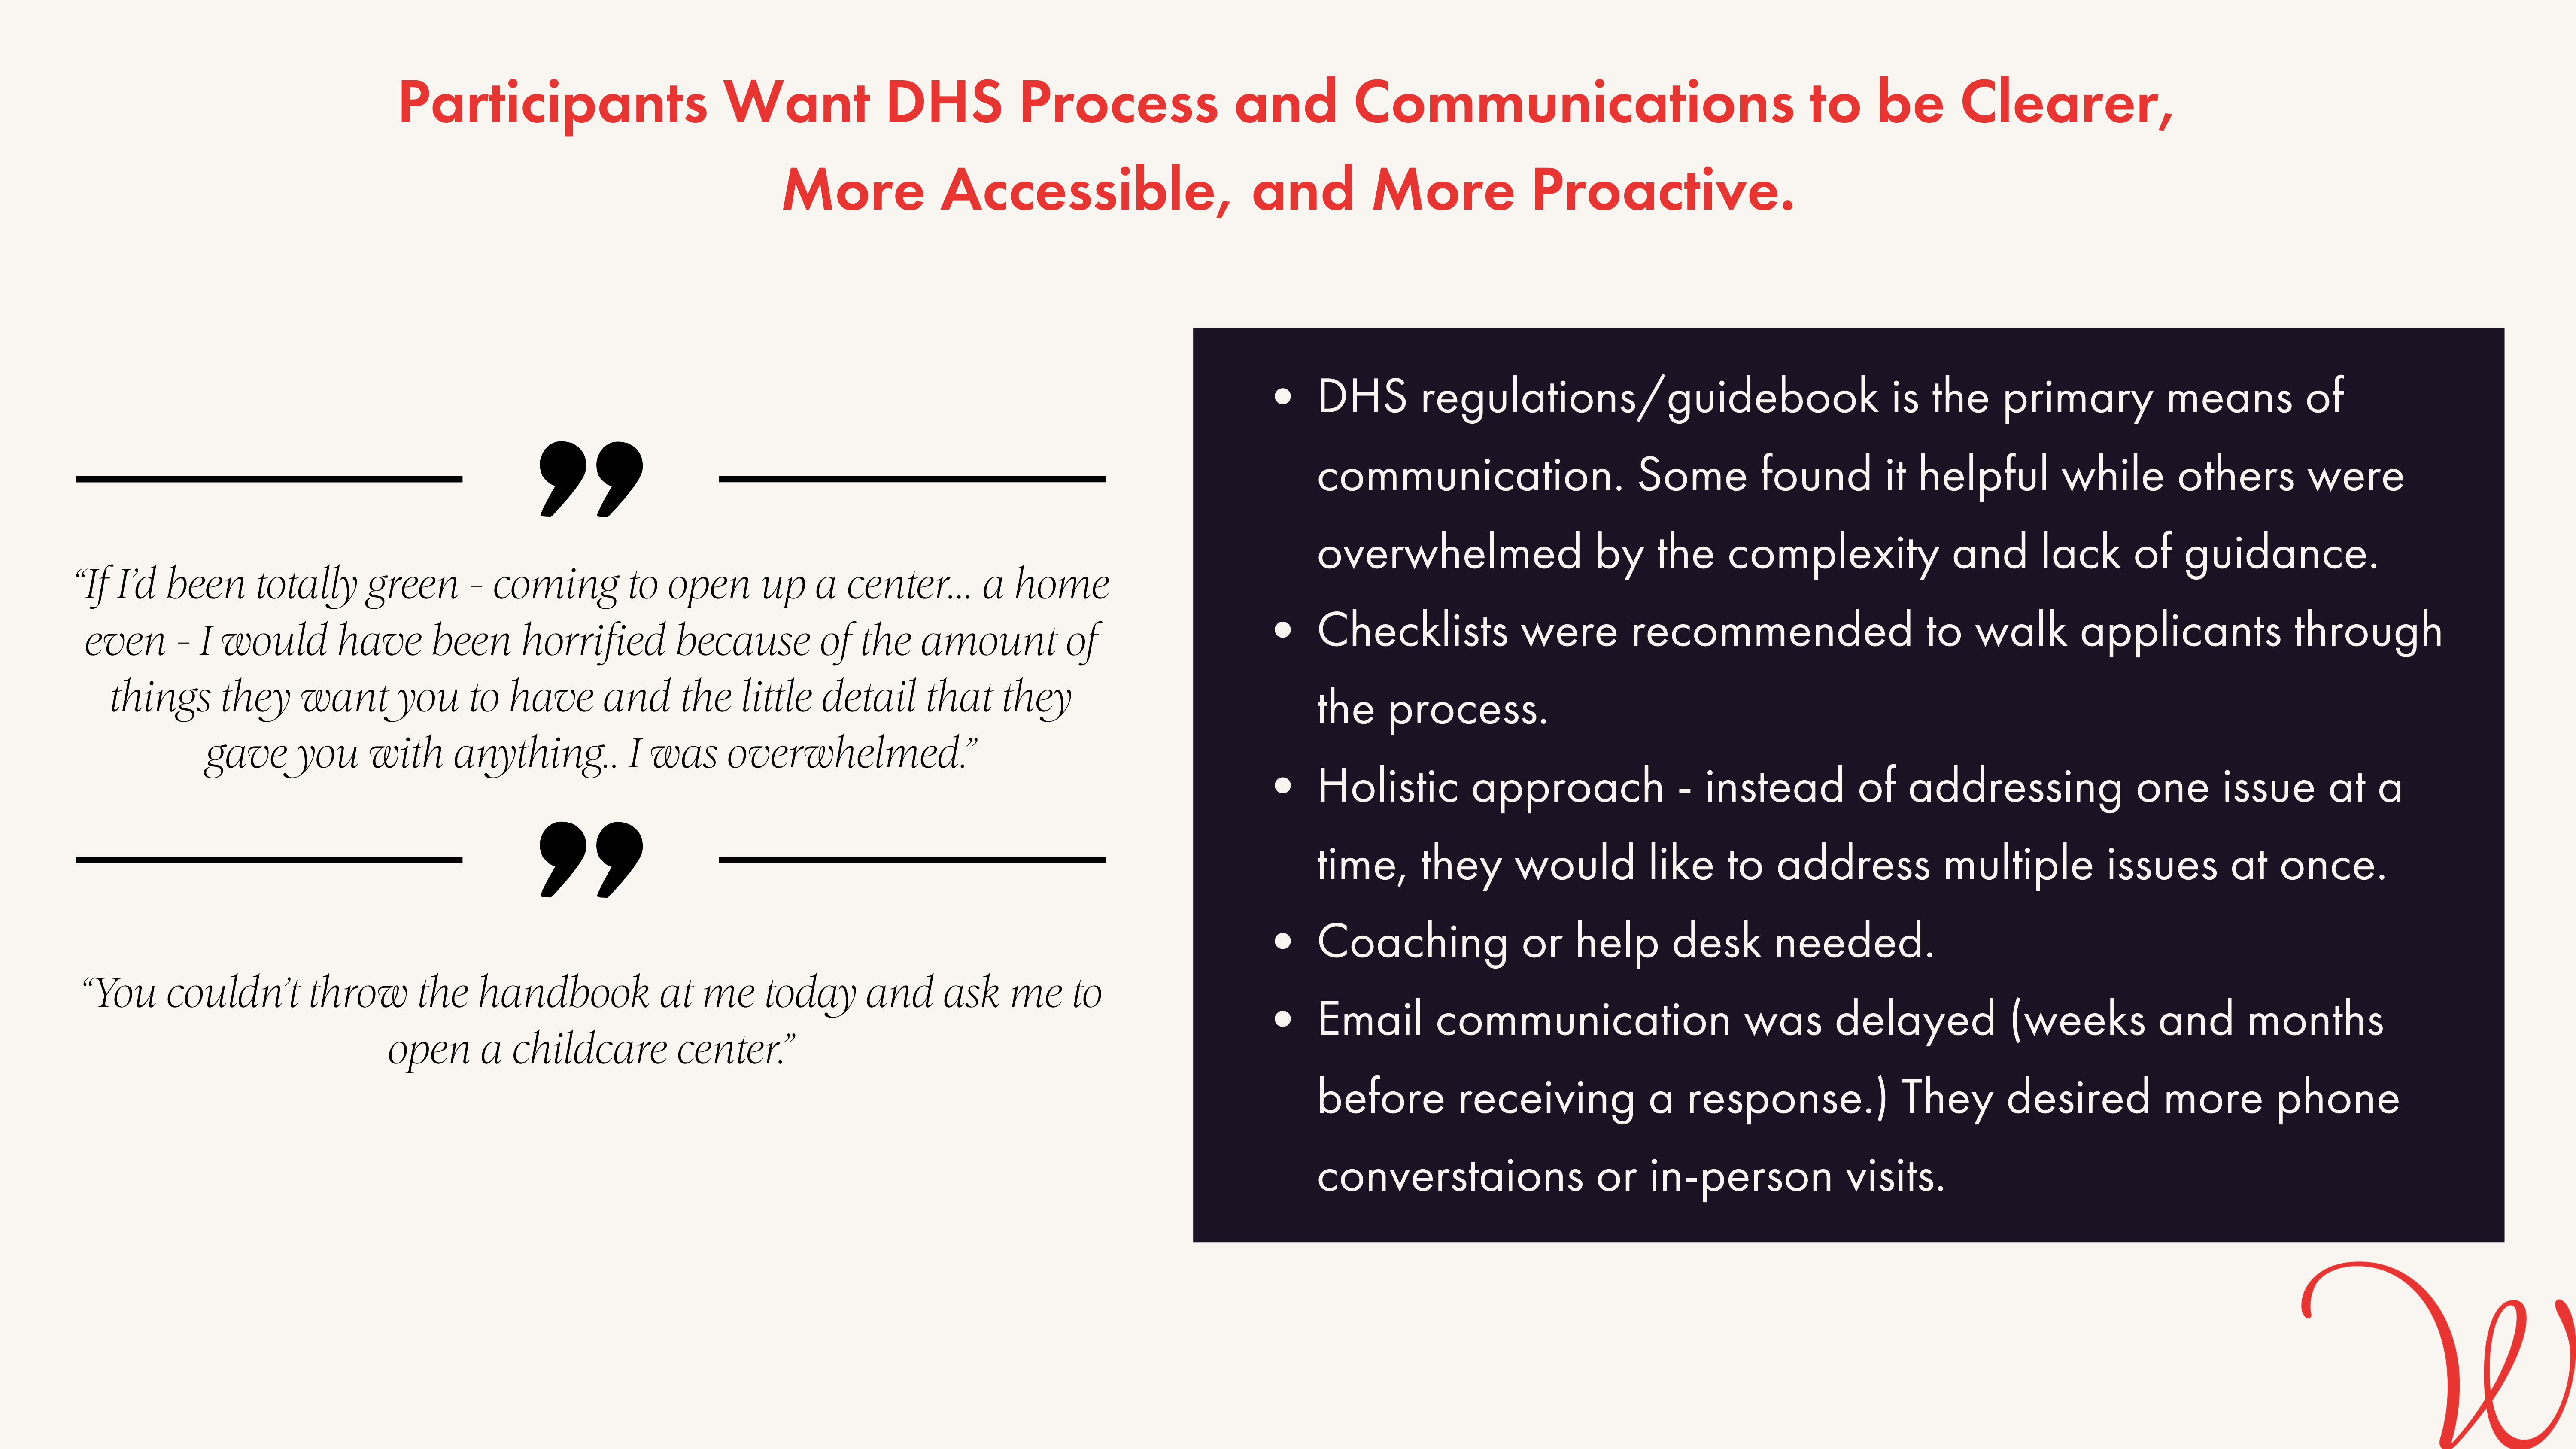 Participants Want DHS Process and Communications to be Clearer,
More Accessible, and More Proactive.
“If I’d been totally green - coming to open up a center... a home
even - I would have been horrified because of the amount of
things they want you to have and the little detail that they
gave you with anything.. I was overwhelmed.”
“You couldn’t throw the handbook at me today and ask me to
open a childcare center.”
• DHS regulations/guidebook is the primary means of
communication. Some found it helpful while others were
overwhelmed by the complexity and lack of guidance.
• Checklists were recommended to walk applicants through
the process.
• Holistic approach - instead of addressing one issue at a
time, they would like to address multiple issues at once.
• Coaching or help desk needed.
• Email communication was delayed (weeks and months
before receiving a response.) They desired more phone
converstaions or in-person visits.
W